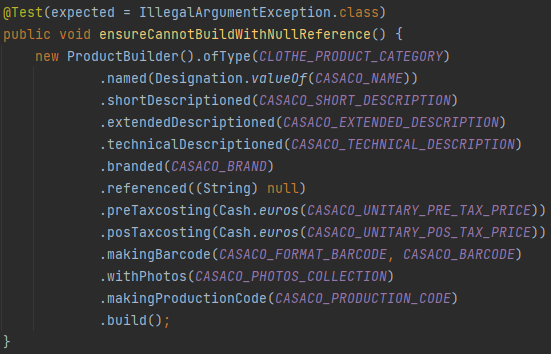 @Test(expected = IllegalArgumentException.class)
public void ensureCannotBuildWithNullReference() {
    new ProductBuilder().ofType(CLOTHE_PRODUCT_CATEGORY)
            .named(Designation.valueOf(CASACO_NAME))
            .shortDescriptioned(CASACO_SHORT_DESCRIPTION)
            .extendedDescriptioned(CASACO_EXTENDED_DESCRIPTION)
            .technicalDescriptioned(CASACO_TECHNICAL_DESCRIPTION)
            .branded(CASACO_BRAND)
            .referenced((String) null)
            .preTaxcosting(Cash.euros(CASACO_UNITARY_PRE_TAX_PRICE))
            .posTaxcosting(Cash.euros(CASACO_UNITARY_POS_TAX_PRICE))
            .makingBarcode(CASACO_FORMAT_BARCODE, CASACO_BARCODE)
            .withPhotos(CASACO_PHOTOS_COLLECTION)
            .makingProductionCode(CASACO_PRODUCTION_CODE)
            .build();
}